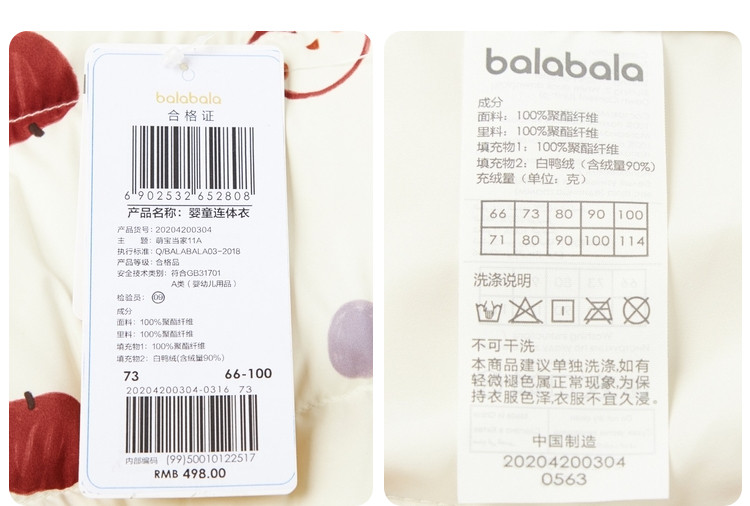 balabala
合格证
6 902532 652808
产品名称：婴童连体衣
产品货号：20204200304
主 题：萌宝当家11A
执行标准：Q/BALABALA03-2018
产品等级：合格品
安全技术类别：符合GB31701
A类（婴幼儿用品）
检验员：09
成分
面料：100%聚酯纤维
里料：100%聚酯纤维
填充物1：100%聚酯纤维
填充物2：白鸭绒(含绒量90%)
73 66-100
20204200304-0316 73
内部编码 (99)50010122517
RMB 498.00
balabala
成分
面料：100%聚酯纤维
里料：100%聚酯纤维
填充物1：100%聚酯纤维
填充物2：白鸭绒（含绒量90%）
充绒量（单位：克）
66 73 80 90 100
71 80 90 100 114
洗涤说明
不可干洗
本商品建议单独洗涤,如有
轻微褪色属正常现象,为保
持衣服色泽,衣服不宜久浸。
中国制造
20204200304
0563